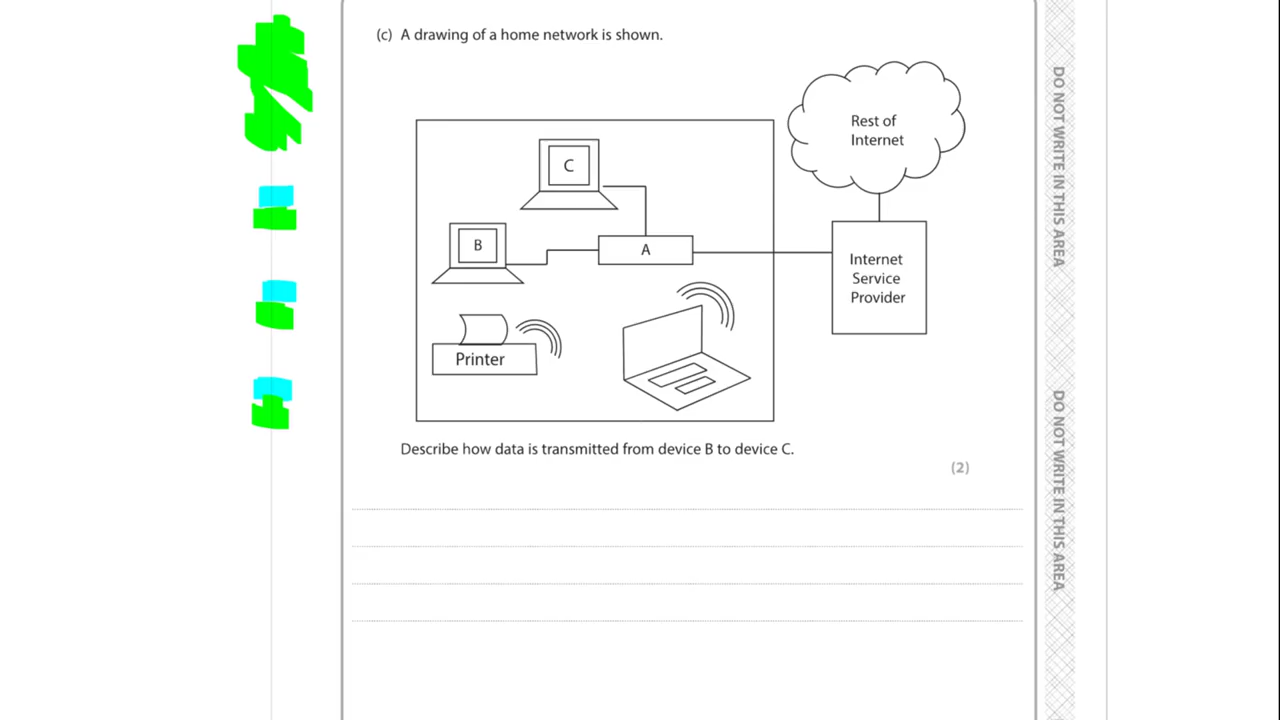 (c) A drawing of a home network is shown.
Rest of
Internet
C
B
A
Internet
Service
Provider
Printer
Describe how data is transmitted from device B to device C.
(2)
DO NOT WRITE IN THIS AREA
DO NOT WRITE IN THIS AREA